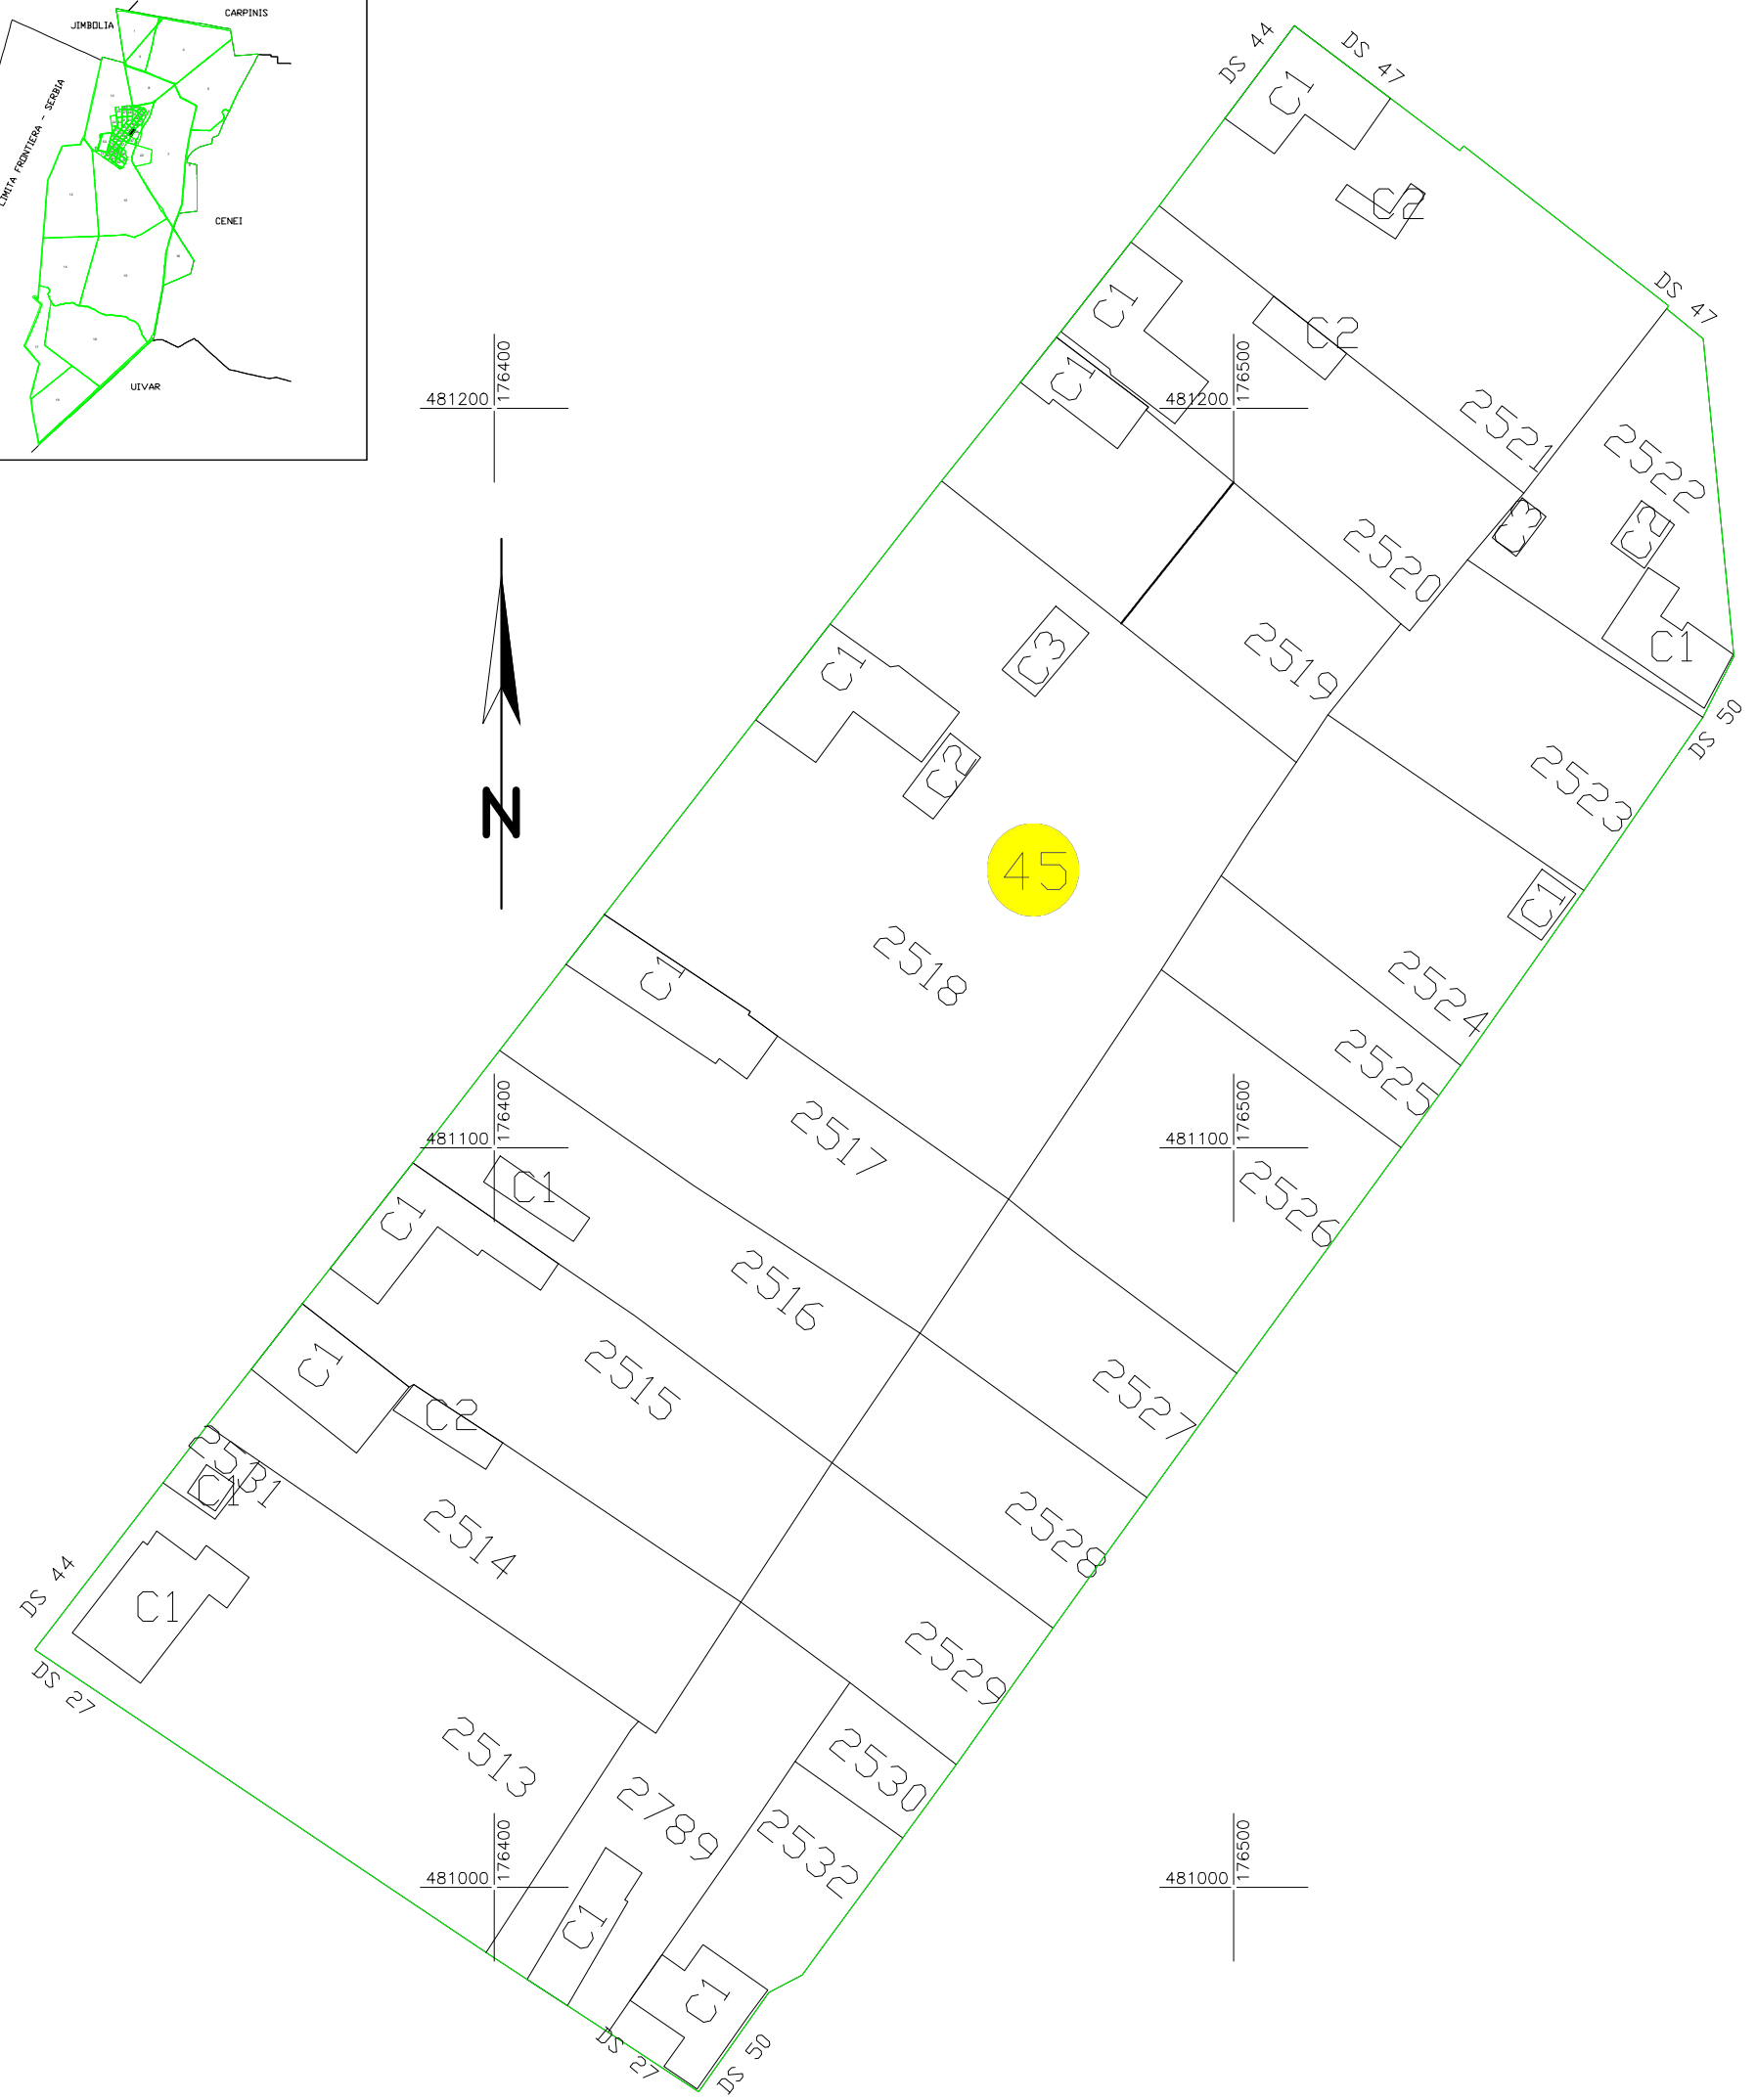 CARPINIS
JIMBOLIA
LIMITA FRONTIERA - SERBIA
CENEI
UIVAR
DS 44
DS 47
C1
C2
DS 47
C1
C2
C1
176400
481200
176500
481200
2521
2522
C3
C2
2520
C1
C3
2519
C1
DS 50
C2
2523
N
45
C1
2518
2524
C1
2525
176400
481100
176500
481100
2517
C1
2526
C1
2516
C1
2515
2527
C2
2531
C1
2514
2528
DS 44
C1
2529
DS 27
2513
2530
2789
2532
176400
481000
176500
481000
C1
C1
DS 27
DS 50